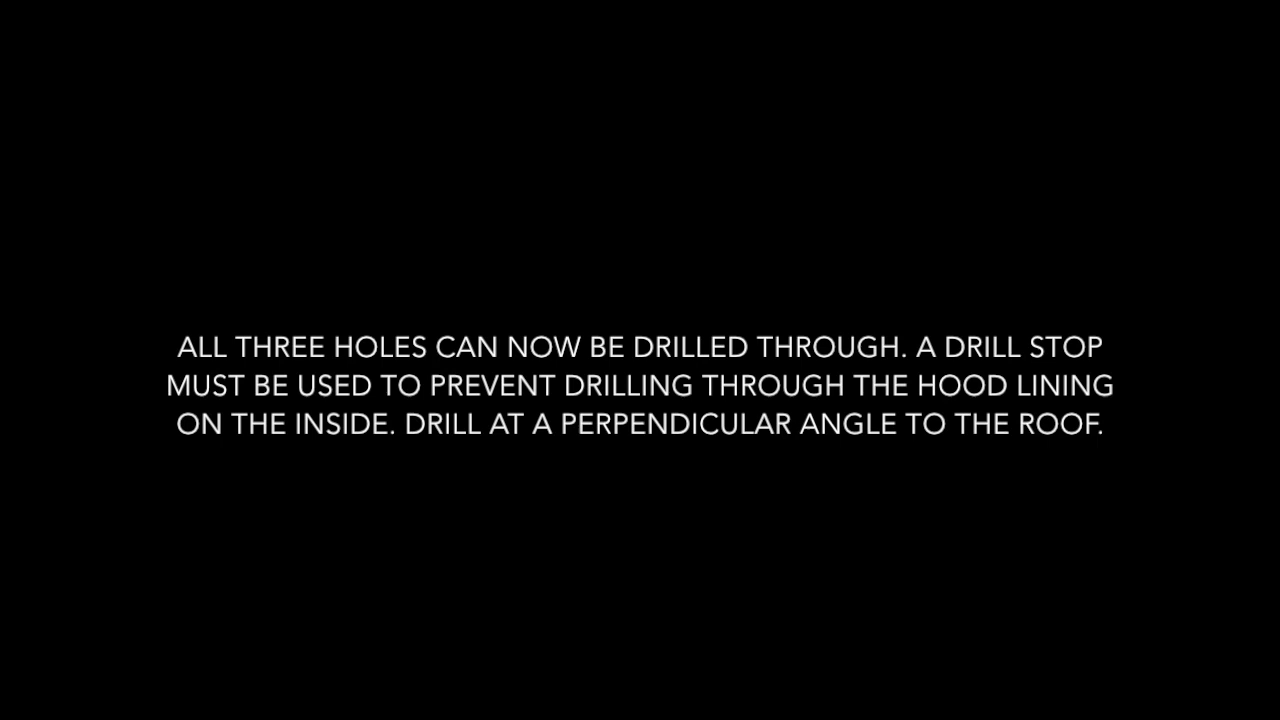 ALL THREE HOLES CAN NOW BE DRILLED THROUGH. A DRILL STOP
MUST BE USED TO PREVENT DRILLING THROUGH THE HOOD LINING
ON THE INSIDE. DRILL AT A PERPENDICULAR ANGLE TO THE ROOF.